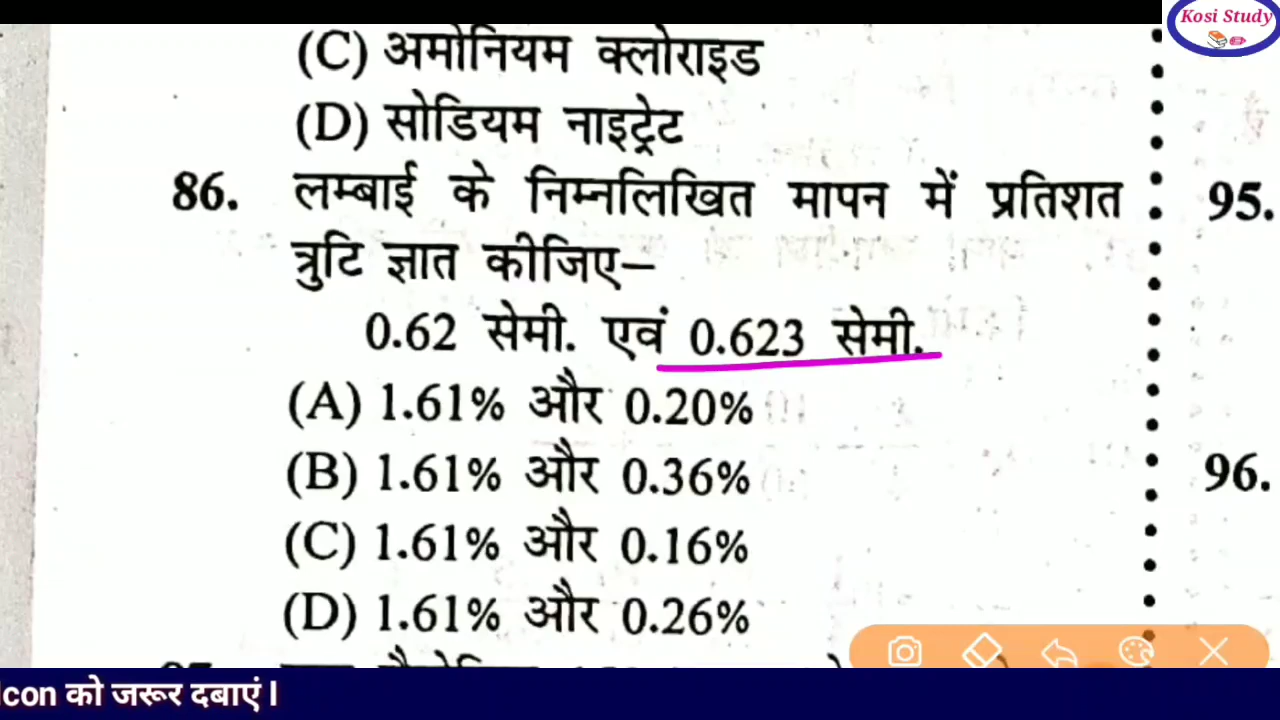 Kosi Study
(C) अमोनियम क्लोराइड
(D) सोडियम नाइट्रेट
86. लम्बाई के निम्नलिखित मापन में प्रतिशत
त्रुटि ज्ञात कीजिए–
0.62 सेमी. एवं 0.623 सेमी.
(A) 1.61% और 0.20%
(B) 1.61% और 0.36%
(C) 1.61% और 0.16%
(D) 1.61% और 0.26%
95.
96.
Icon को जरूर दबाएं l